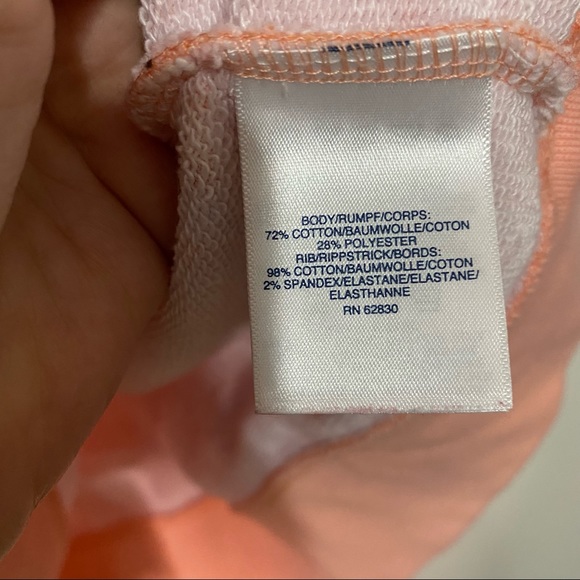 BODY/RUMPF/CORPS:
72% COTTON/BAUMWOLLE/COTON
28% POLYESTER
RIB/RIPPSTRICK/BORDS:
98% COTTON/BAUMWOLLE/COTON
2% SPANDEX/ELASTANE/ELASTANE/
ELASTHANNE
RN 62830